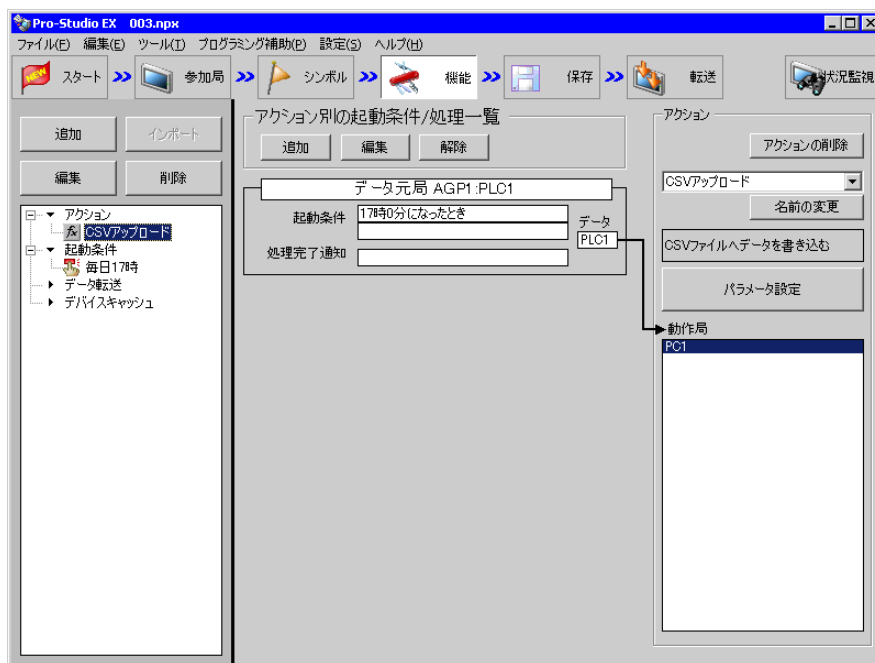 Pro-Studio EX 003.npx
ファイル(F) 編集(E) ツール(T) プログラミング補助(P) 設定(S) ヘルプ(H)
NEW スタート 参加局 シンボル 機能 保存 転送 状況監視
追加 インポート
編集 削除
アクション
fx CSVアップロード
起動条件
毎日17時
データ転送
デバイスキャッシュ
アクション別の起動条件/処理一覧
追加 編集 解除
データ元局 AGP1:PLC1
起動条件 17時0分になったとき
データ
PLC1
処理完了通知
アクション
アクションの削除
CSVアップロード
名前の変更
CSVファイルへデータを書き込む
パラメータ設定
動作局
PC1